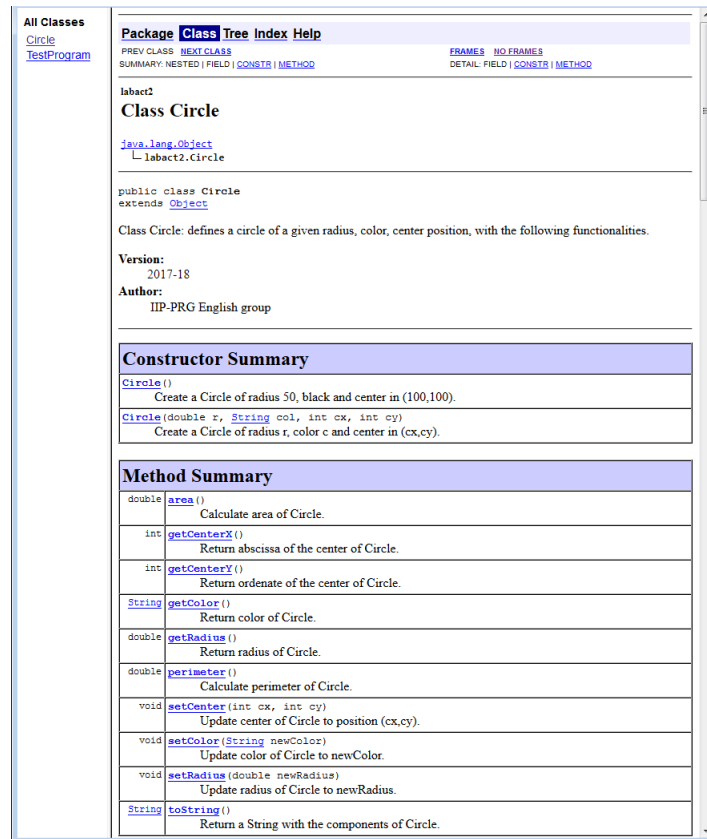 All Classes
Circle
TestProgram
Package Class Tree Index Help
PREV CLASS NEXT CLASS FRAMES NO FRAMES
SUMMARY: NESTED | FIELD | CONSTR | METHOD DETAIL: FIELD | CONSTR | METHOD
labact2
Class Circle
java.lang.Object
labact2.Circle
public class Circle
extends Object
Class Circle: defines a circle of a given radius, color, center position, with the following functionalities.
Version:
2017-18
Author:
IIP-PRG English group
Constructor Summary
Circle()
Create a Circle of radius 50, black and center in (100,100).
Circle(double r, String col, int cx, int cy)
Create a Circle of radius r, color c and center in (cx,cy).
Method Summary
double area()
Calculate area of Circle.
int getCenterX()
Return abscissa of the center of Circle.
int getCenterY()
Return ordenate of the center of Circle.
String getColor()
Return color of Circle.
double getRadius()
Return radius of Circle.
double perimeter()
Calculate perimeter of Circle.
void setCenter(int cx, int cy)
Update center of Circle to position (cx,cy).
void setColor(String newColor)
Update color of Circle to newColor.
void setRadius(double newRadius)
Update radius of Circle to newRadius.
String toString()
Return a String with the components of Circle.